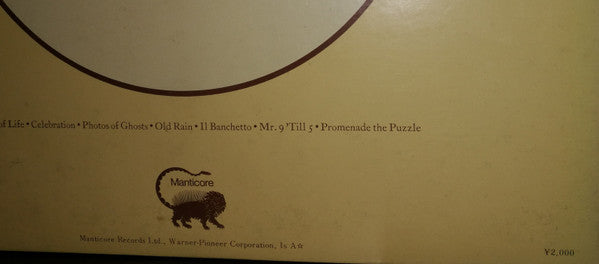 of Life • Celebration • Photos of Ghosts • Old Rain • Il Banchetto • Mr. 9 'Till 5 • Promenade the Puzzle
Manticore
Manticore Records Ltd., Warner-Pioneer Corporation, Is A☆
¥2,000